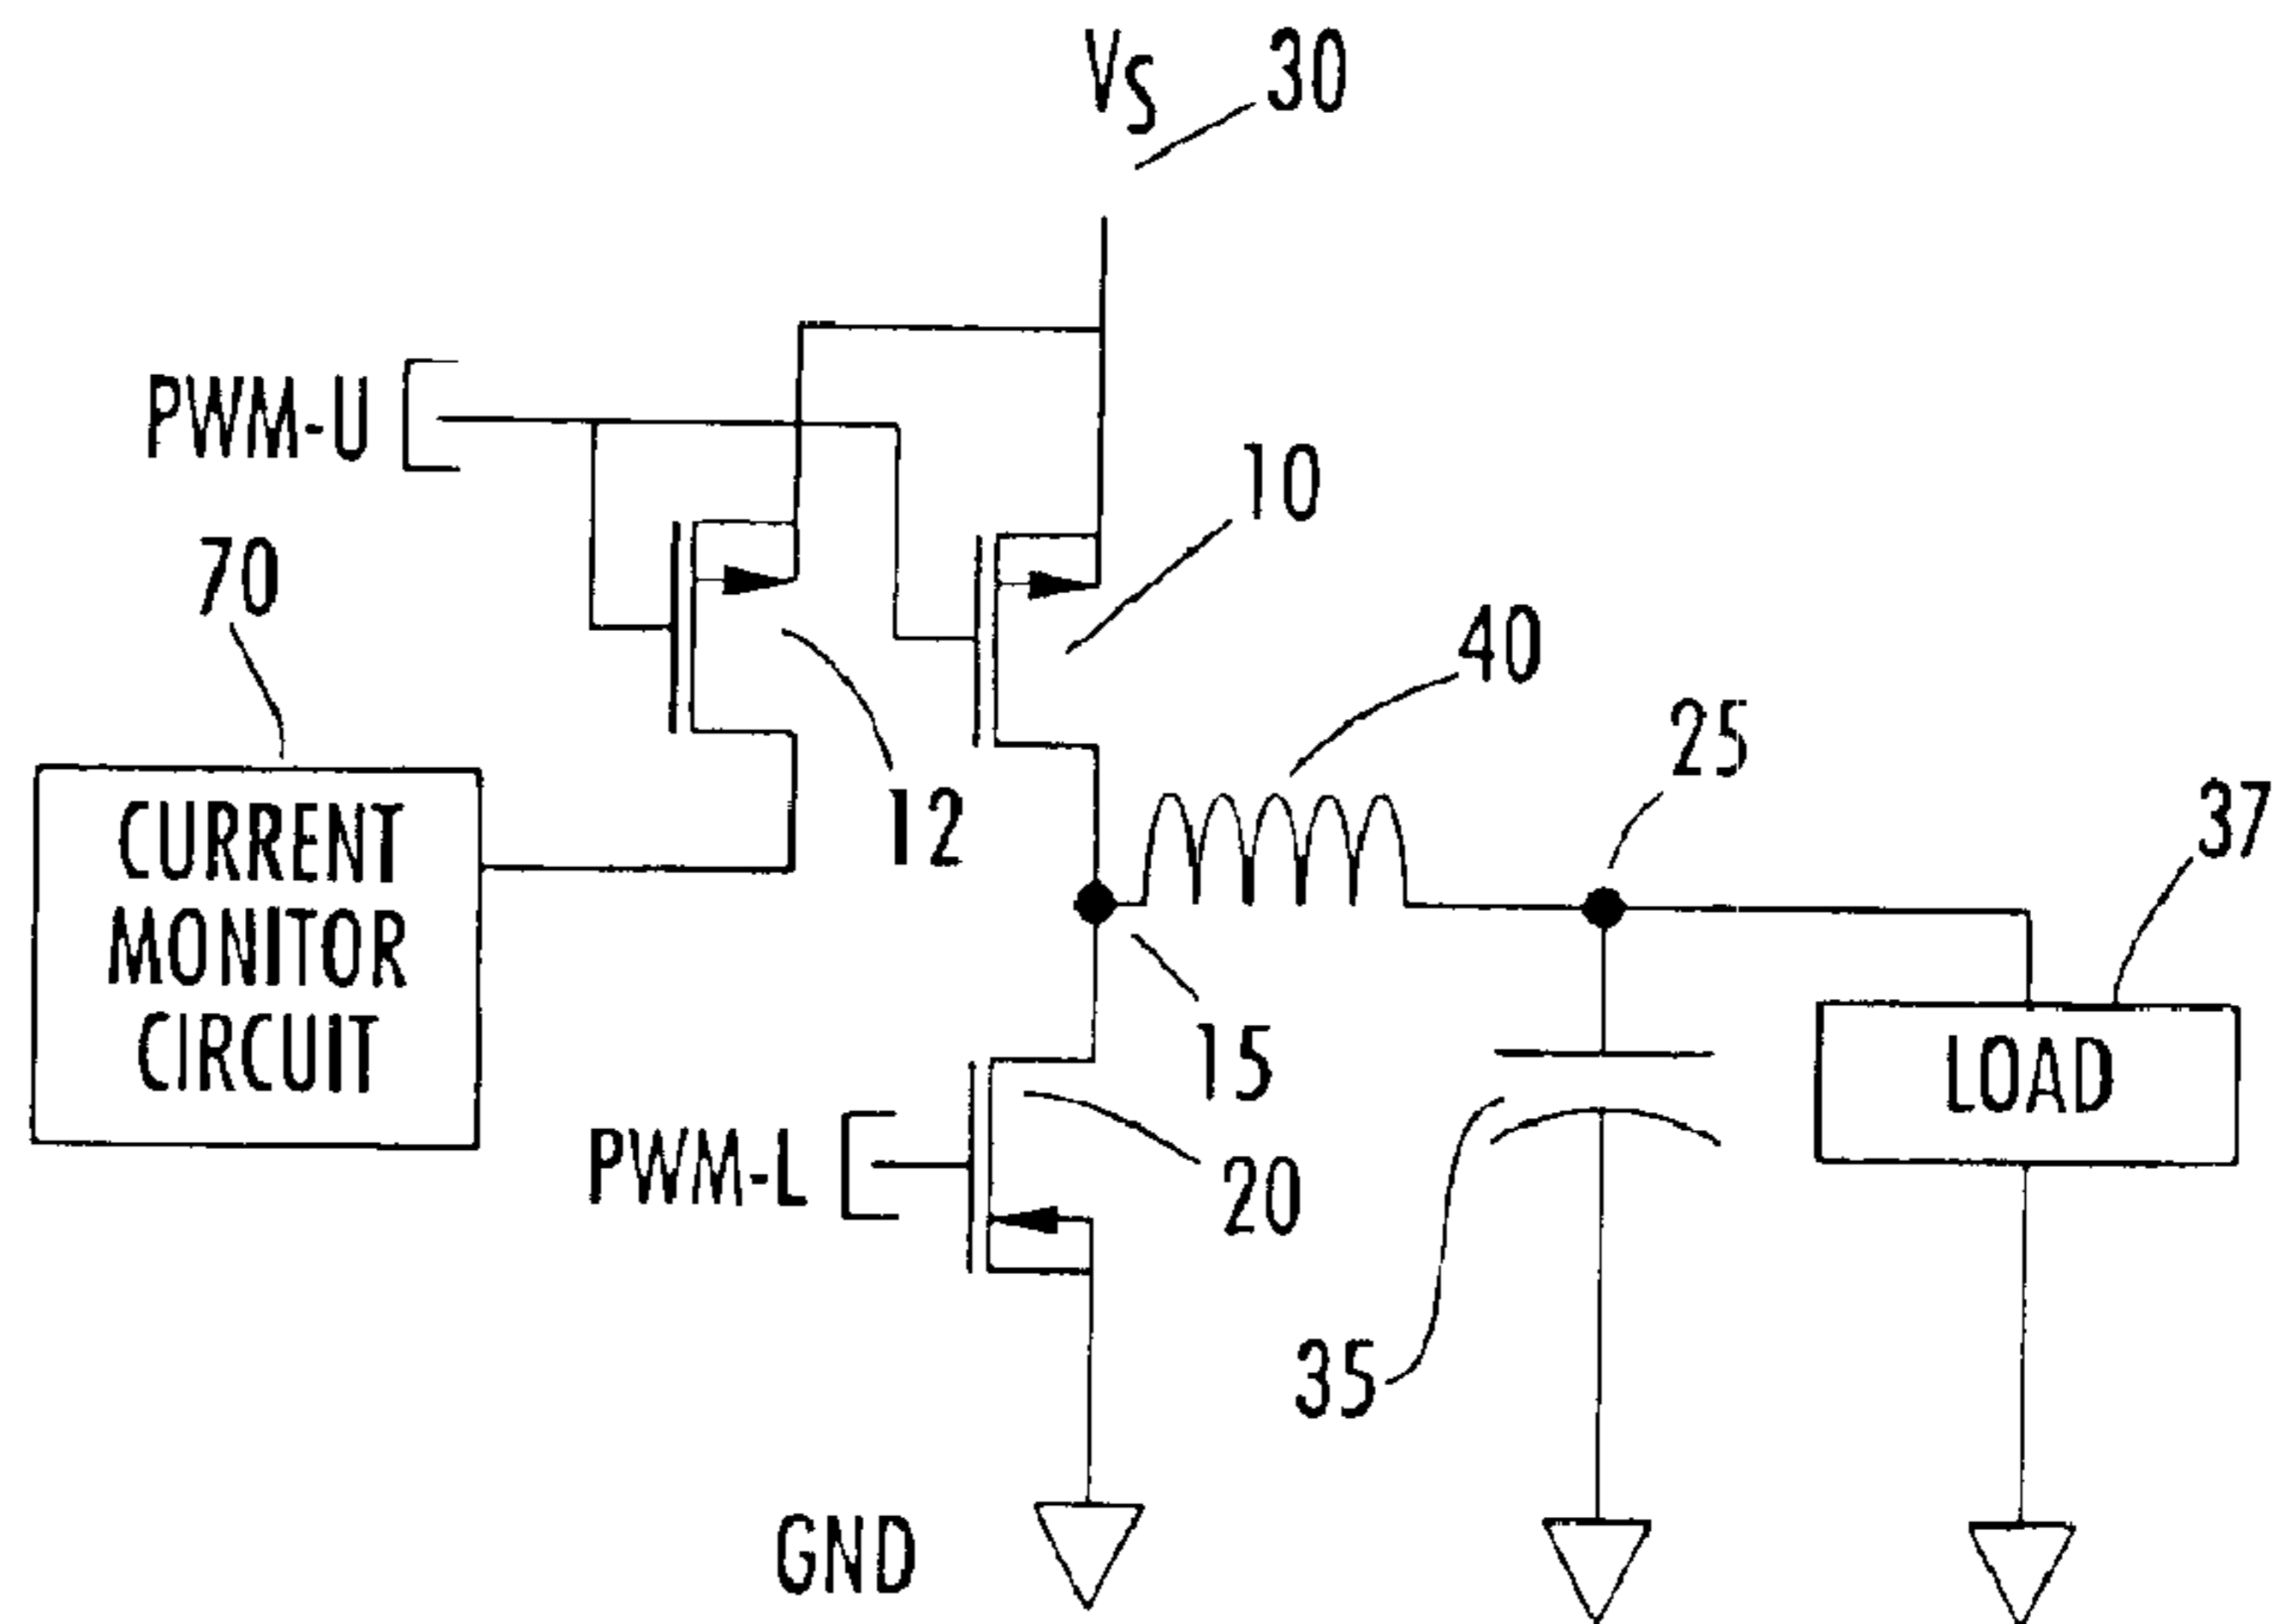 VS
30
PWM-U
10
70
40
25
12
37
CURRENT
MONITOR
CIRCUIT
15
LOAD
PWM-L
20
35
GND